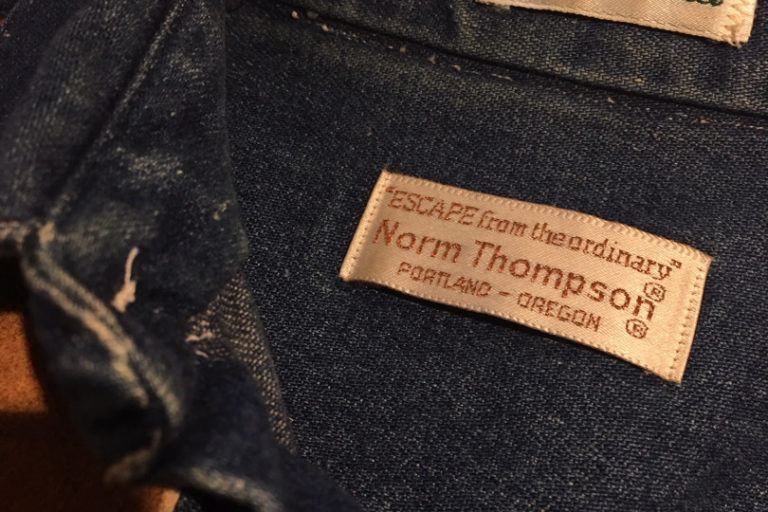 "ESCAPE from the ordinary"®
Norm Thompson®
PORTLAND – OREGON